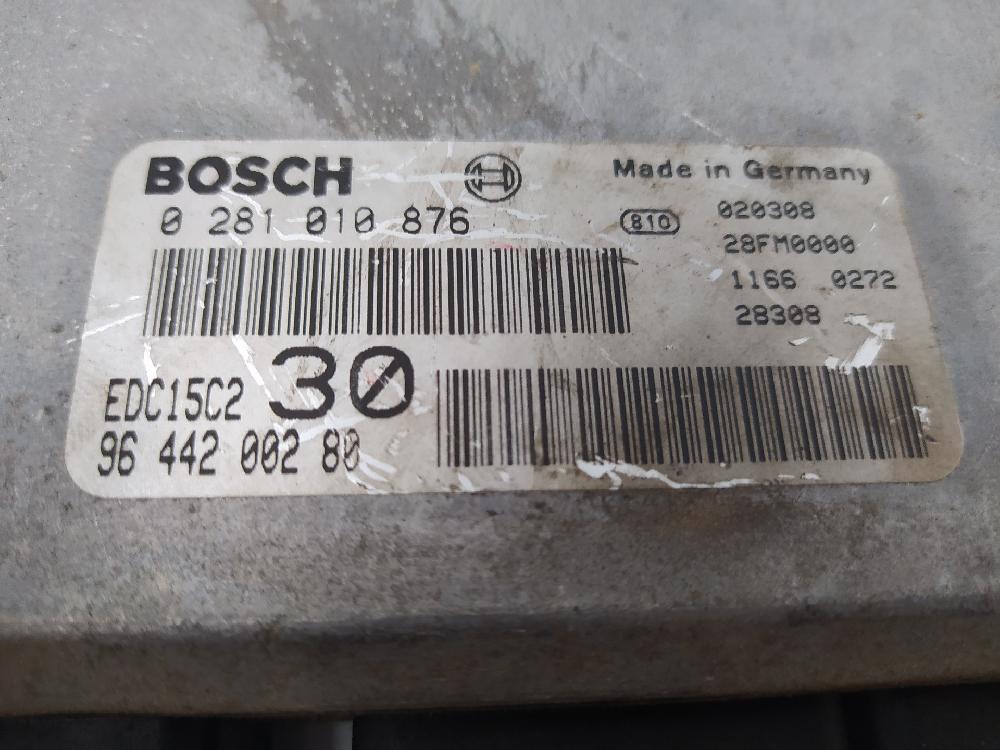 BOSCH
Made in Germany
0 281 010 876
810
020308
28FM0000
1166 0272
28308
EDC15C2 30
96 442 002 80